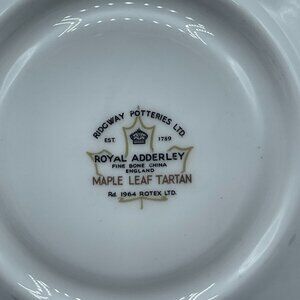 RIDGWAY POTTERIES LTD.
EST 1789
ROYAL ADDERLEY
FINE BONE CHINA
ENGLAND
MAPLE LEAF TARTAN
Rd. 1964 ROTEX LTD.